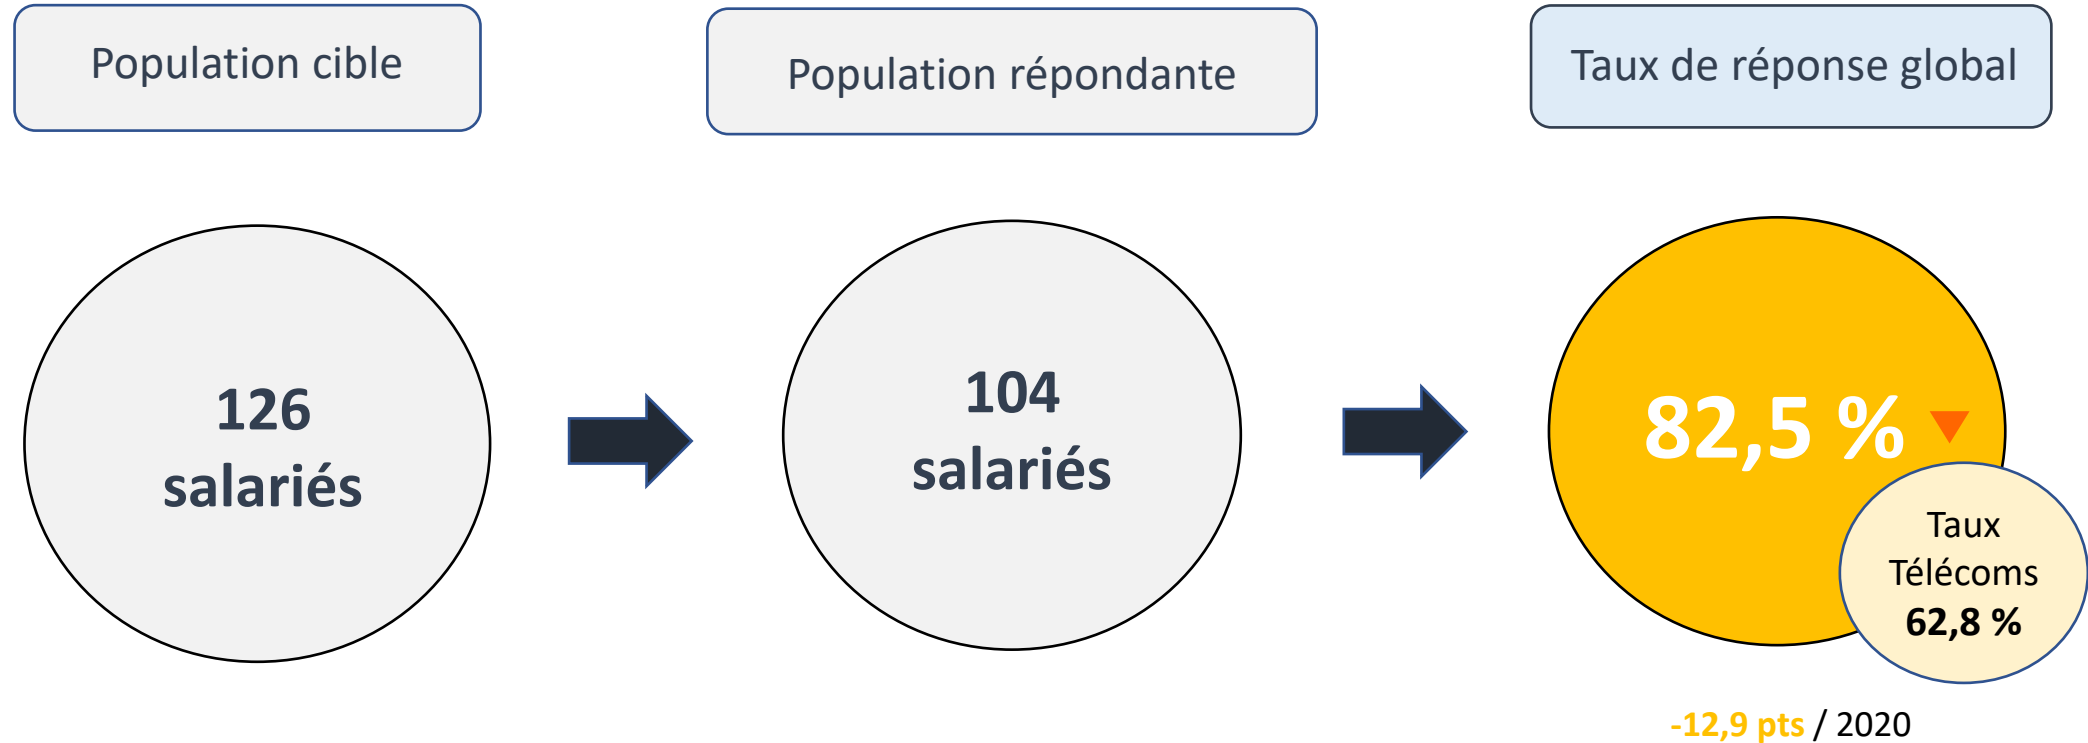 Population cible
Population répondante
Taux de réponse global
126
salariés
104
salariés
82,5 %
Taux
Télécoms
62,8 %
-12,9 pts / 2020